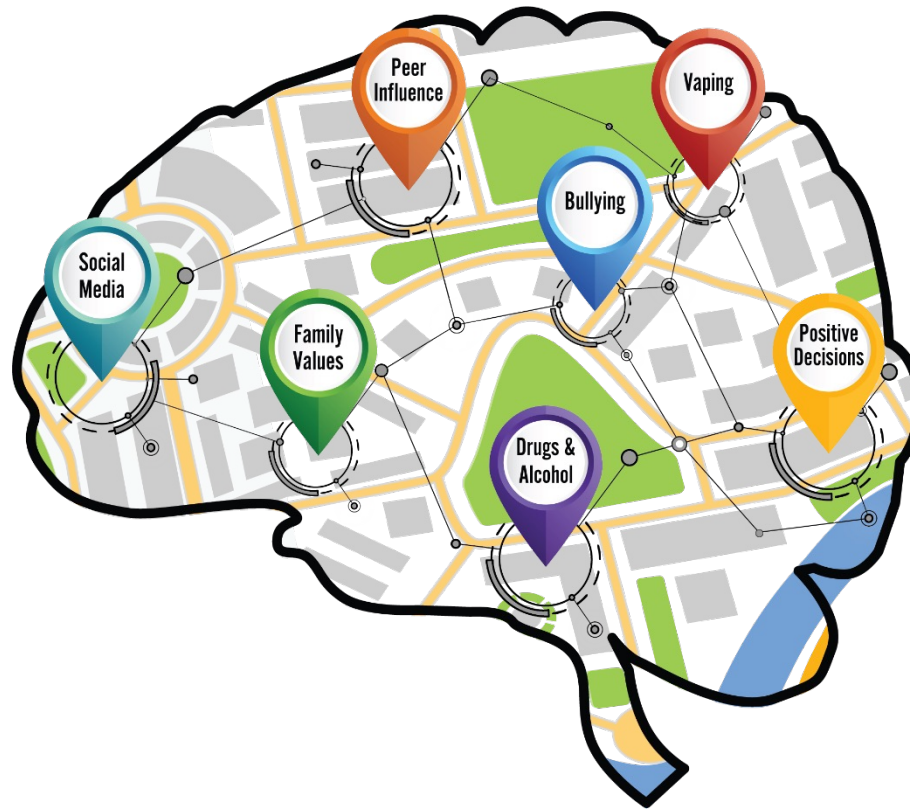 Peer
Influence
Vaping
Bullying
Social
Media
Family
Values
Positive
Decisions
Drugs &
Alcohol